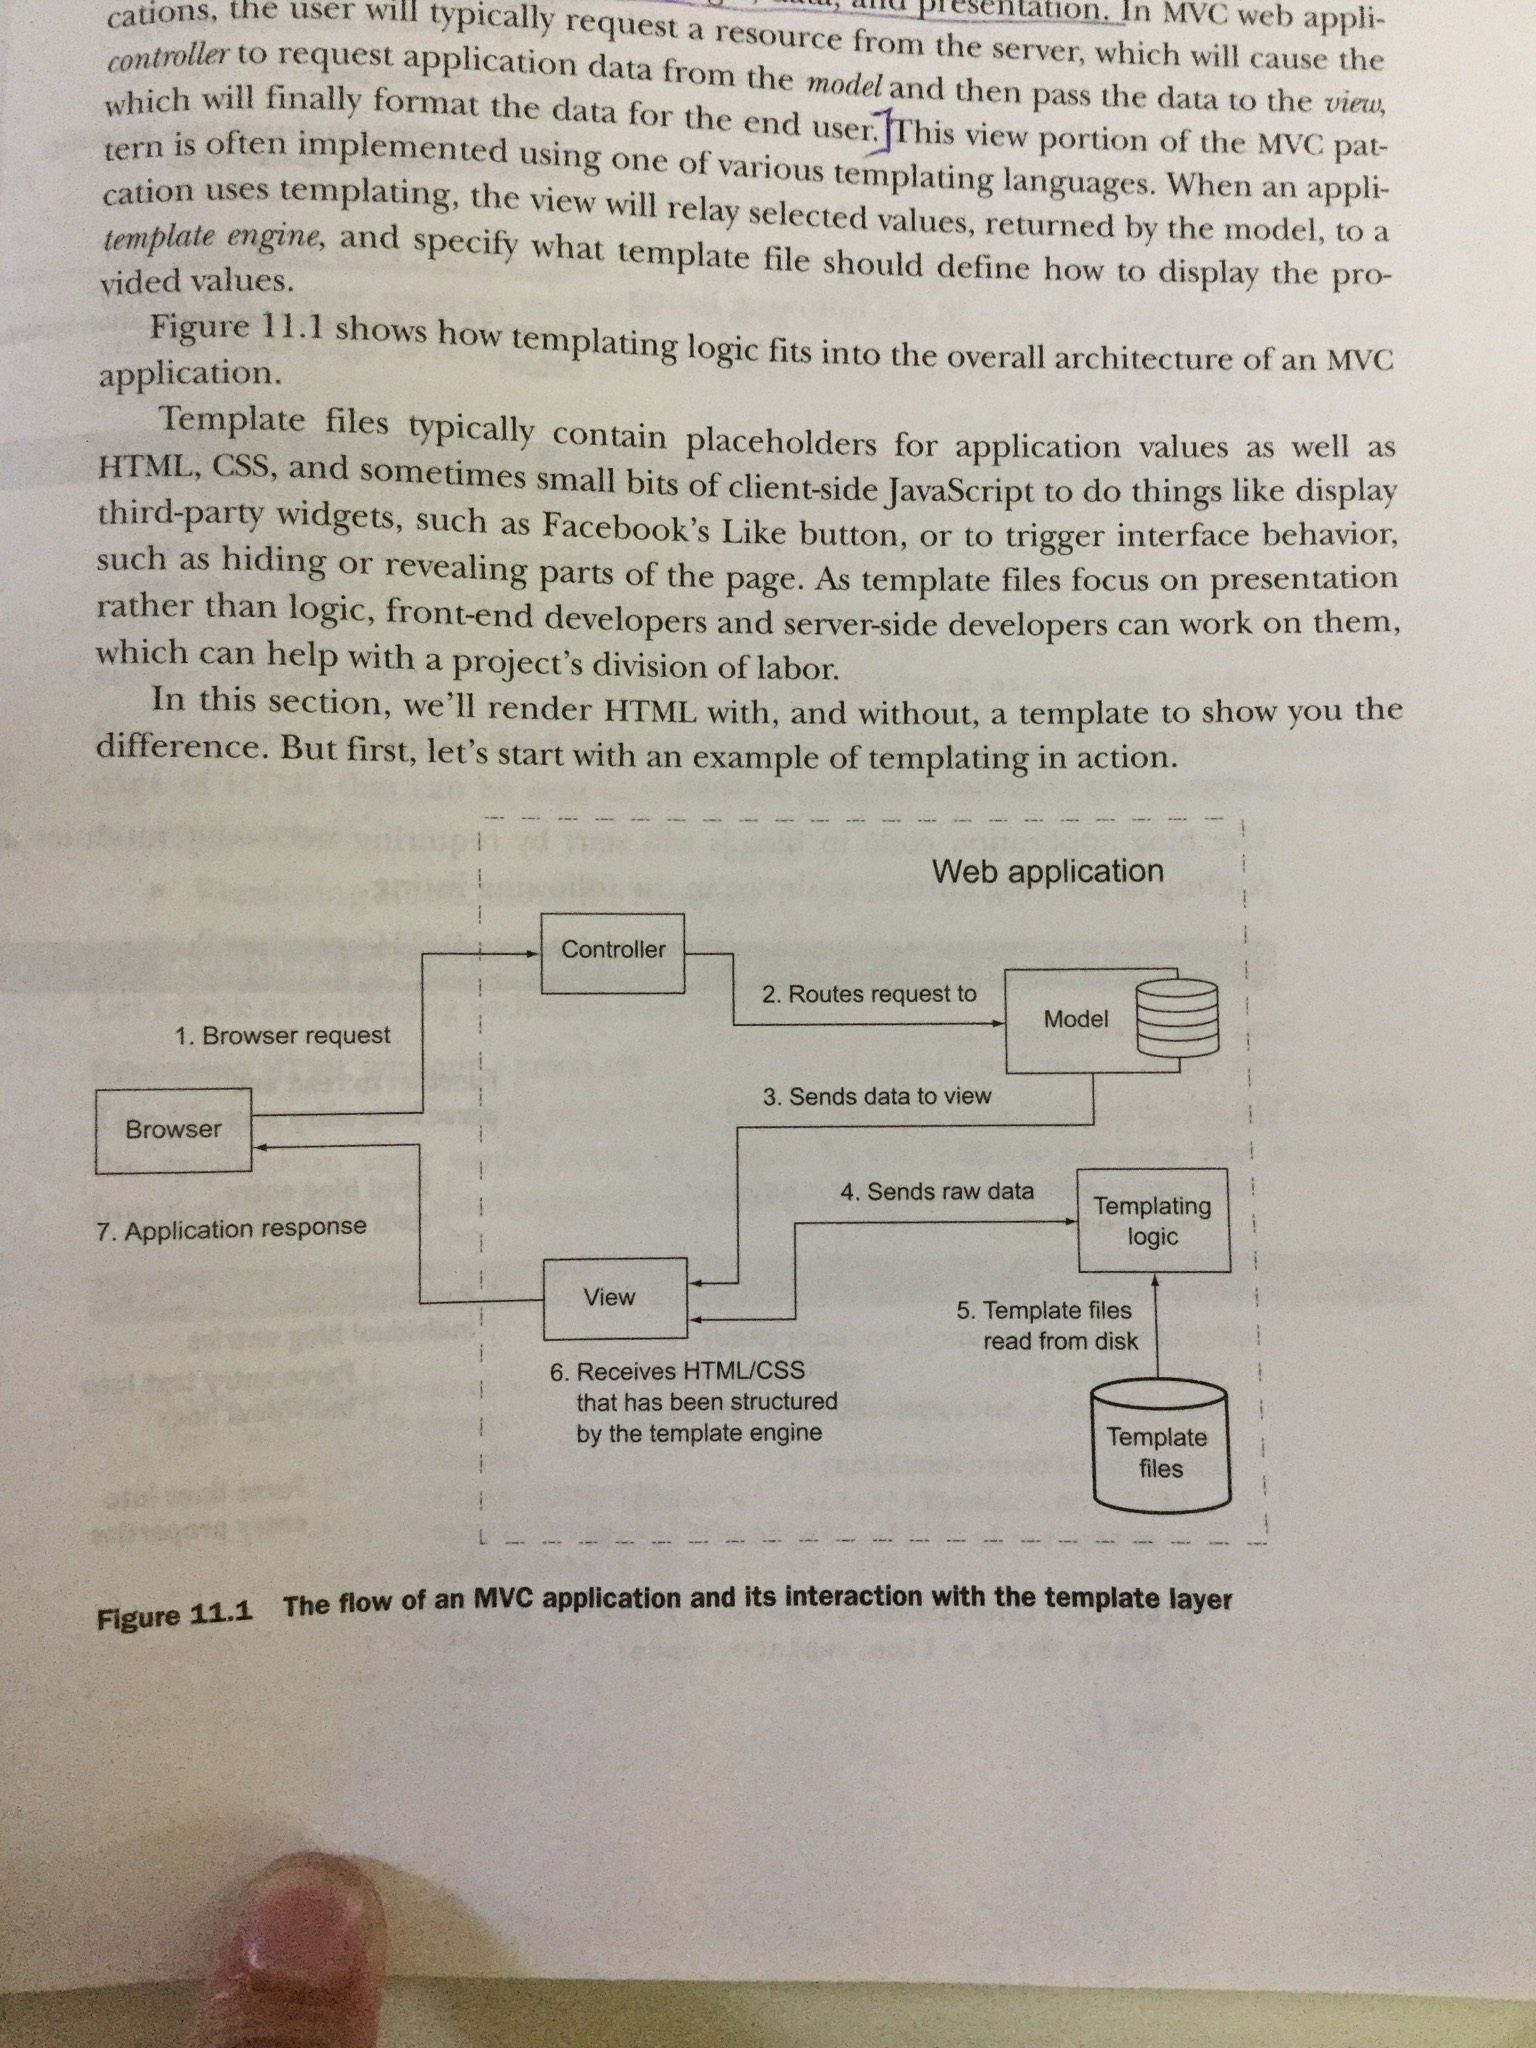 presentation. In MVC web appli-
cations, the user will typically request a resource from the server, which will cause the
controller to request application data from the model and then pass the data to the view,
which will finally format the data for the end user. This view portion of the MVC pat-
tern is often implemented using one of various templating languages. When an appli-
cation uses templating, the view will relay selected values, returned by the model, to a
template engine, and specify what template file should define how to display the pro-
vided values.
Figure 11.1 shows how templating logic fits into the overall architecture of an MVC
application.
Template files typically contain placeholders for application values as well as
HTML, CSS, and sometimes small bits of client-side JavaScript to do things like display
third-party widgets, such as Facebook's Like button, or to trigger interface behavior,
such as hiding or revealing parts of the page. As template files focus on presentation
rather than logic, front-end developers and server-side developers can work on them,
which can help with a project's division of labor.
In this section, we'll render HTML with, and without, a template to show you the
difference. But first, let's start with an example of templating in action.
Web application
Controller
2. Routes request to
Model
1. Browser request
3. Sends data to view
Browser
4. Sends raw data
Templating
logic
7. Application response
View
5. Template files
read from disk
6. Receives HTML/CSS
that has been structured
by the template engine
Template
files
Figure 11.1 The flow of an MVC application and its interaction with the template layer